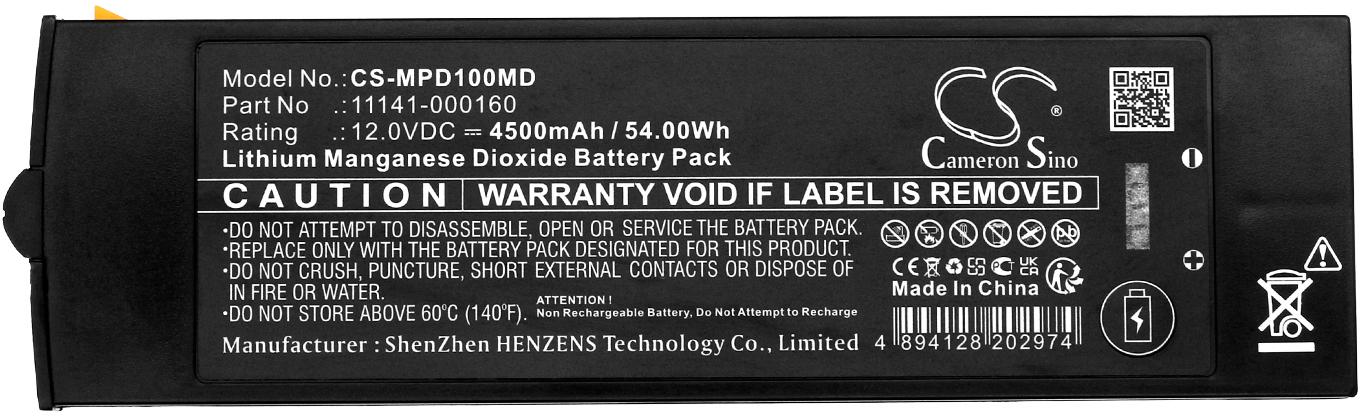 Model No.:CS-MPD100MD
Part No .:11141-000160
Rating .:12.0VDC ⎓ 4500mAh / 54.00Wh
Lithium Manganese Dioxide Battery Pack
CS®
Cameron Sino
CAUTION WARRANTY VOID IF LABEL IS REMOVED
•DO NOT ATTEMPT TO DISASSEMBLE, OPEN OR SERVICE THE BATTERY PACK.
•REPLACE ONLY WITH THE BATTERY PACK DESIGNATED FOR THIS PRODUCT.
•DO NOT CRUSH, PUNCTURE, SHORT EXTERNAL CONTACTS OR DISPOSE OF
IN FIRE OR WATER.
•DO NOT STORE ABOVE 60°C (140°F).
ATTENTION !
Non Rechargeable Battery, Do Not Attempt to Recharge
Manufacturer : ShenZhen HENZENS Technology Co., Limited
Pb
CE UK CA
Made In China
4 894128 202974